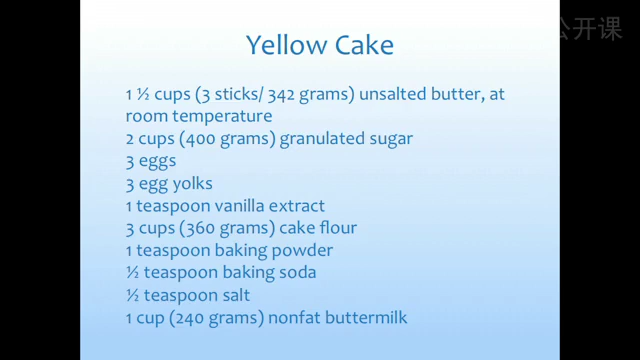 公开课
Yellow Cake
1 ½ cups (3 sticks/ 342 grams) unsalted butter, at
room temperature
2 cups (400 grams) granulated sugar
3 eggs
3 egg yolks
1 teaspoon vanilla extract
3 cups (360 grams) cake flour
1 teaspoon baking powder
½ teaspoon baking soda
½ teaspoon salt
1 cup (240 grams) nonfat buttermilk